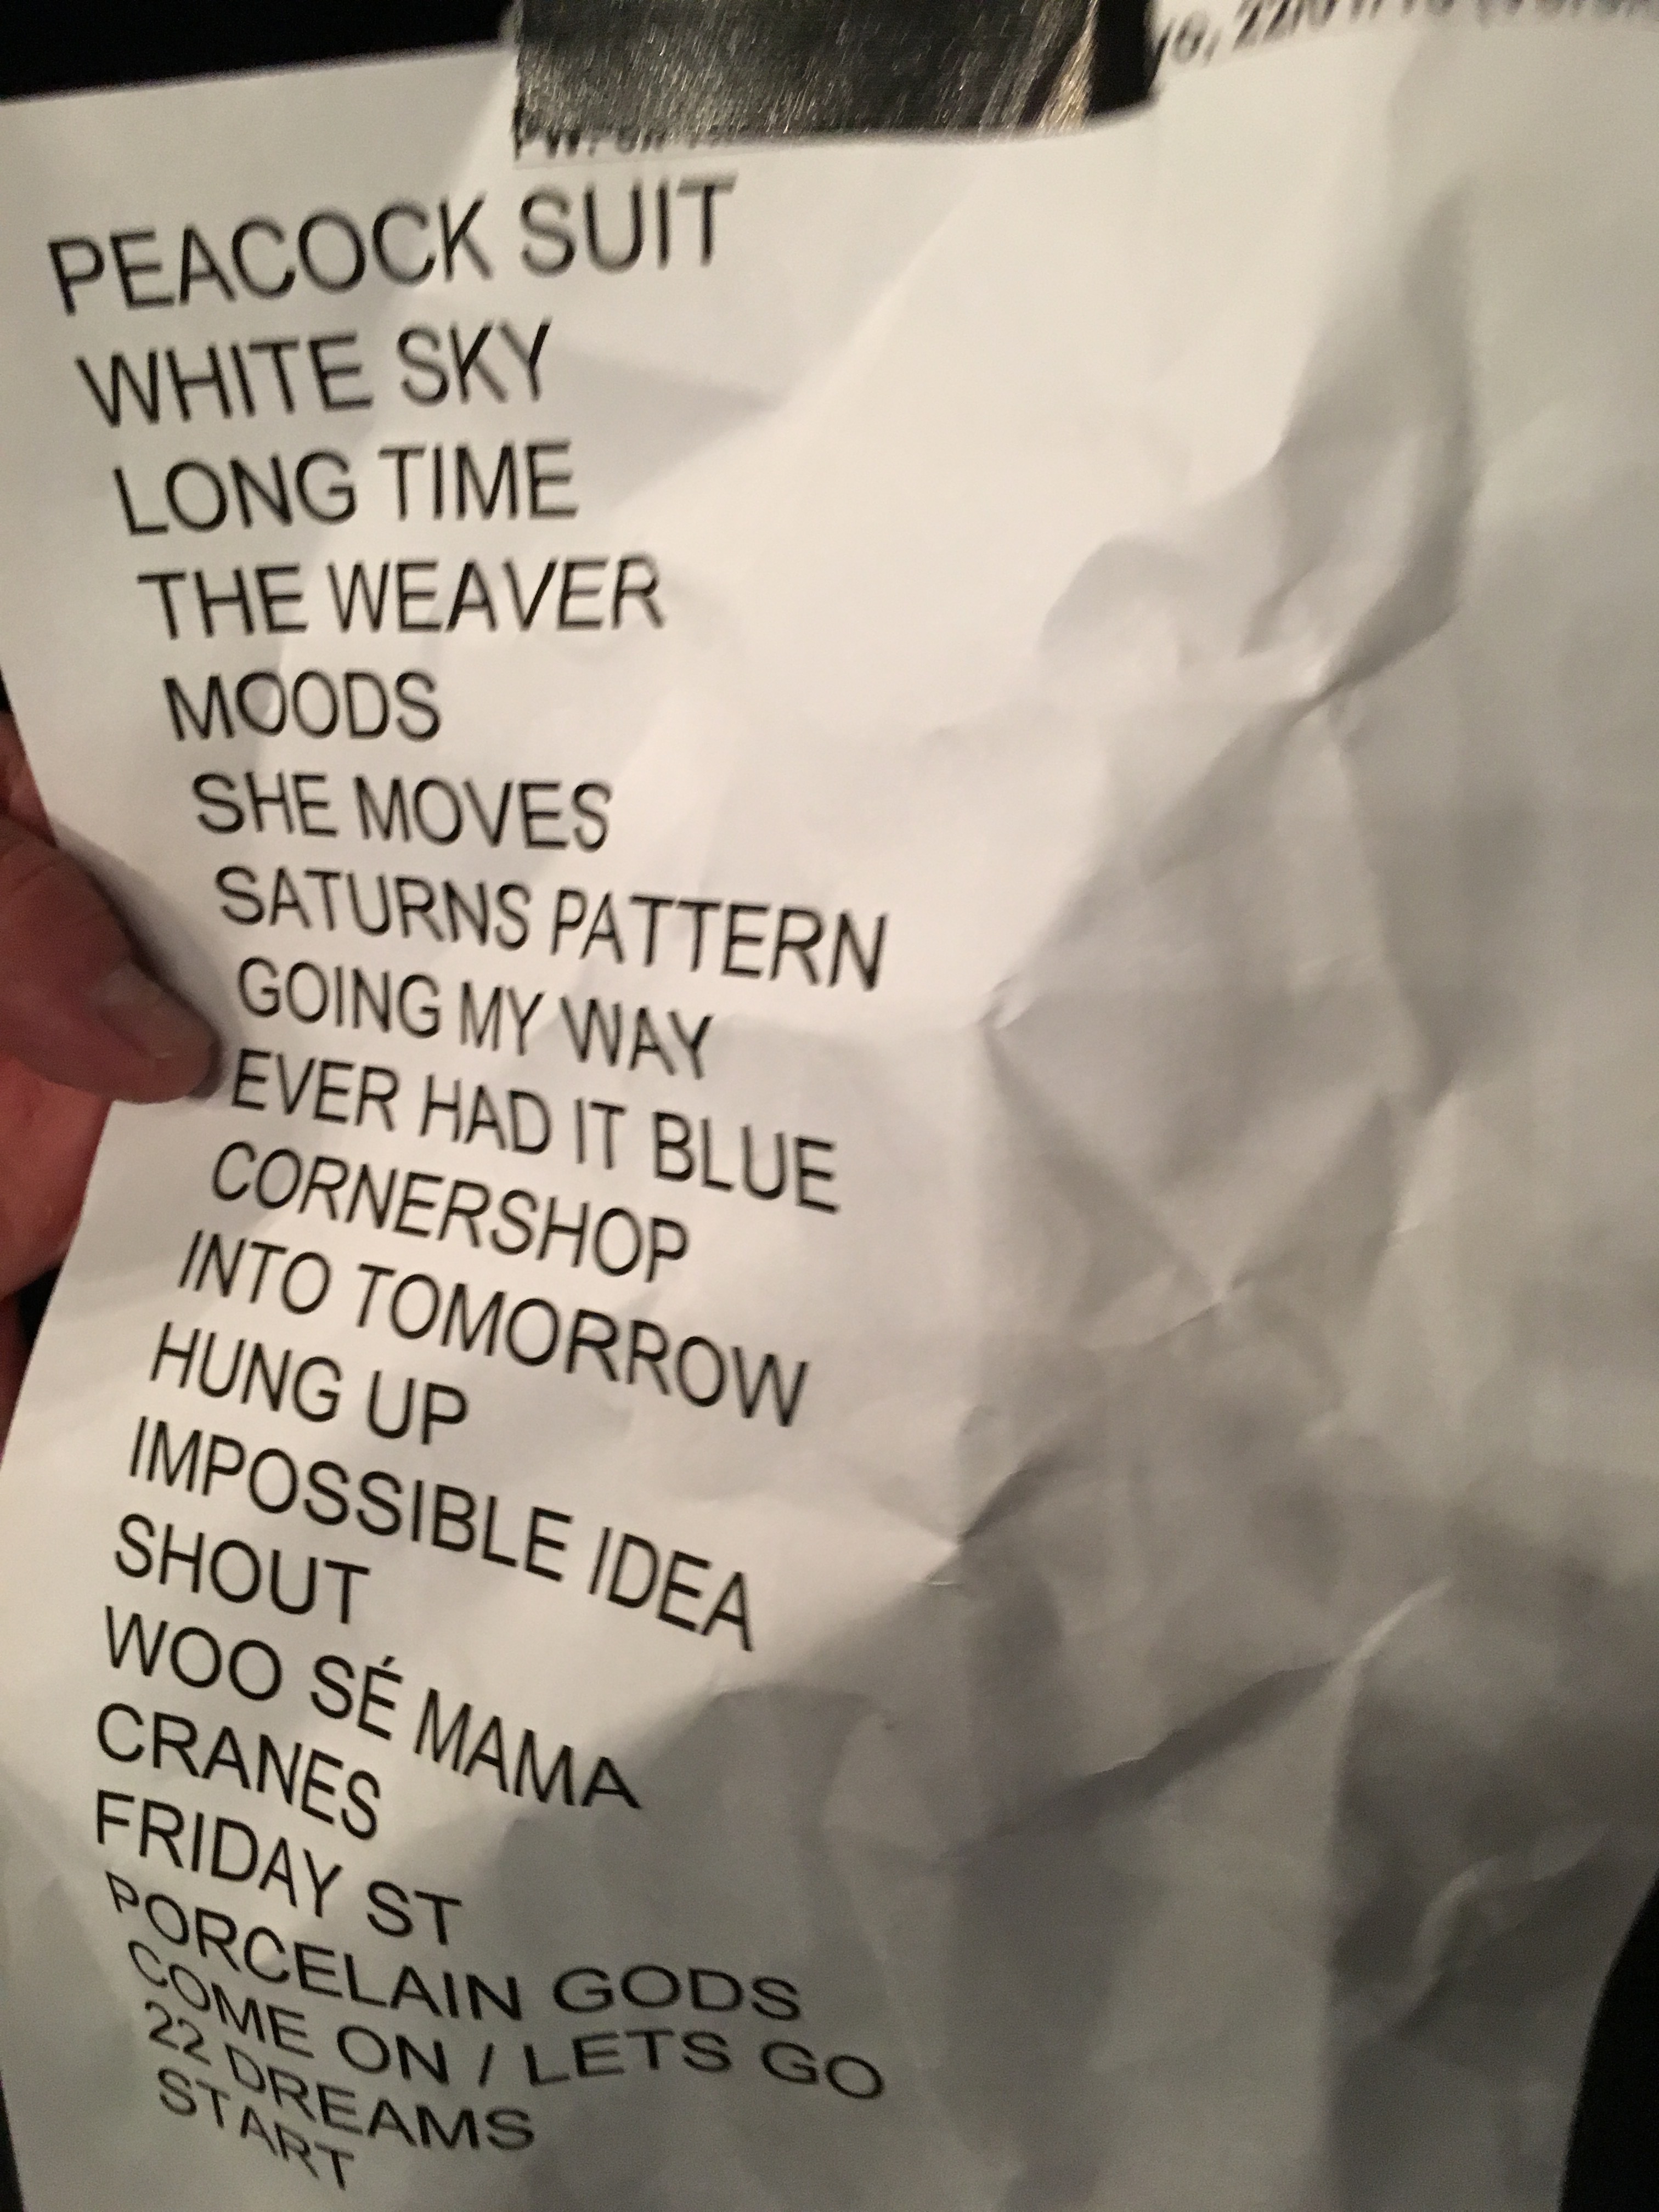 PEACOCK SUIT
WHITE SKY
LONG TIME
THE WEAVER
MOODS
SHE MOVES
SATURNS PATTERN
GOING MY WAY
EVER HAD IT BLUE
CORNERSHOP
INTO TOMORROW
HUNG UP
IMPOSSIBLE IDEA
SHOUT
WOO SÉ MAMA
CRANES
FRIDAY ST
PORCELAIN GODS
COME ON / LETS GO
22 DREAMS
START